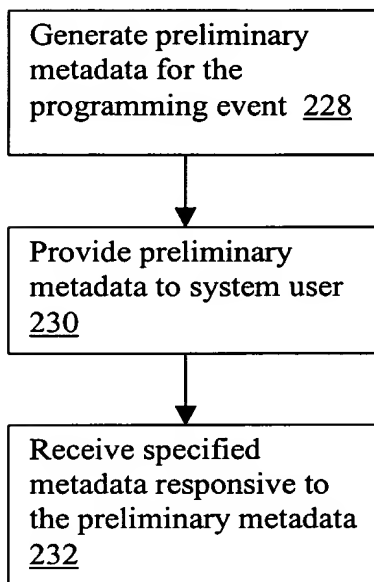 Generate preliminary
metadata for the
programming event 228
Provide preliminary
metadata to system user
230
Receive specified
metadata responsive to
the preliminary metadata
232